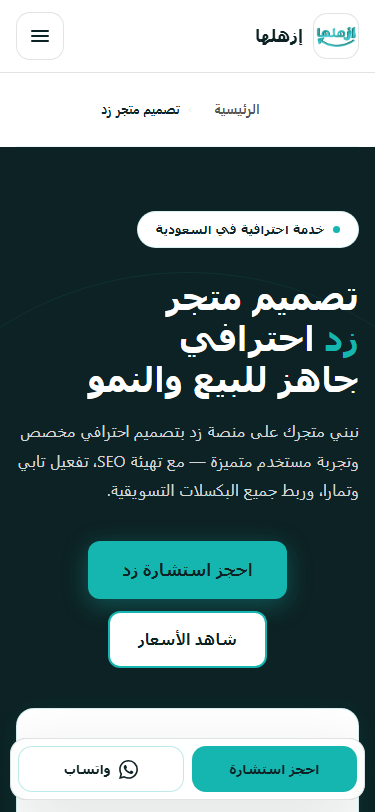 إزهلها
إزهلها
الرئيسية
تصميم متجر زد
خدمة احترافية في السعودية
تصميم متجر
زد احترافي
جاهز للبيع والنمو
نبني متجرك على منصة زد بتصميم احترافي مخصص
وتجربة مستخدم متميزة — مع تهيئة SEO، تفعيل تابي
وتمارا، وربط جميع البكسلات التسويقية.
احجز استشارة زد
شاهد الأسعار
احجز استشارة
واتساب